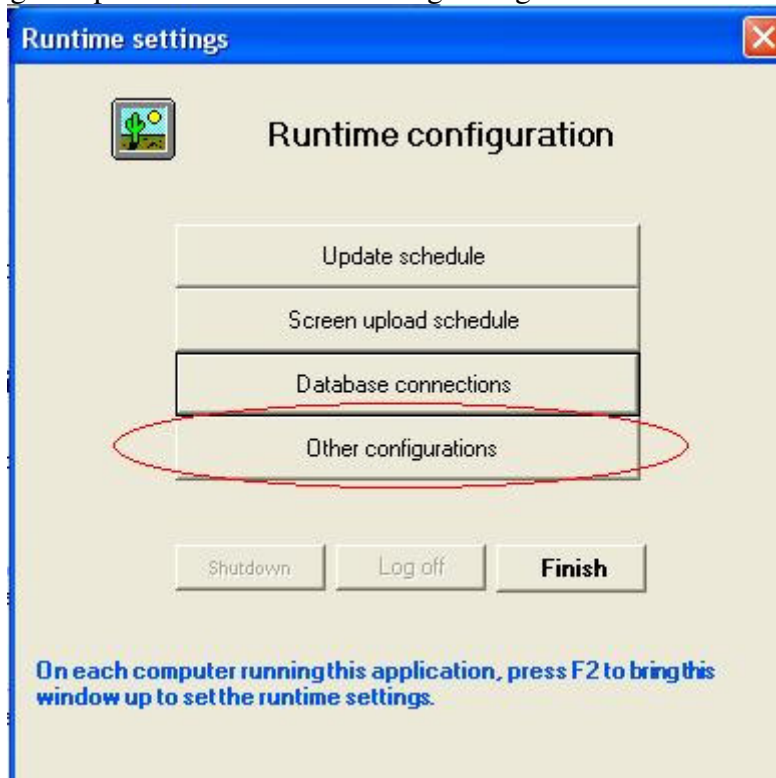 Runtime settings
Runtime configuration
Update schedule
Screen upload schedule
Database connections
Other configurations
Shutdown
Log off
Finish
On each computer running this application, press F2 to bring this
window up to set the runtime settings.